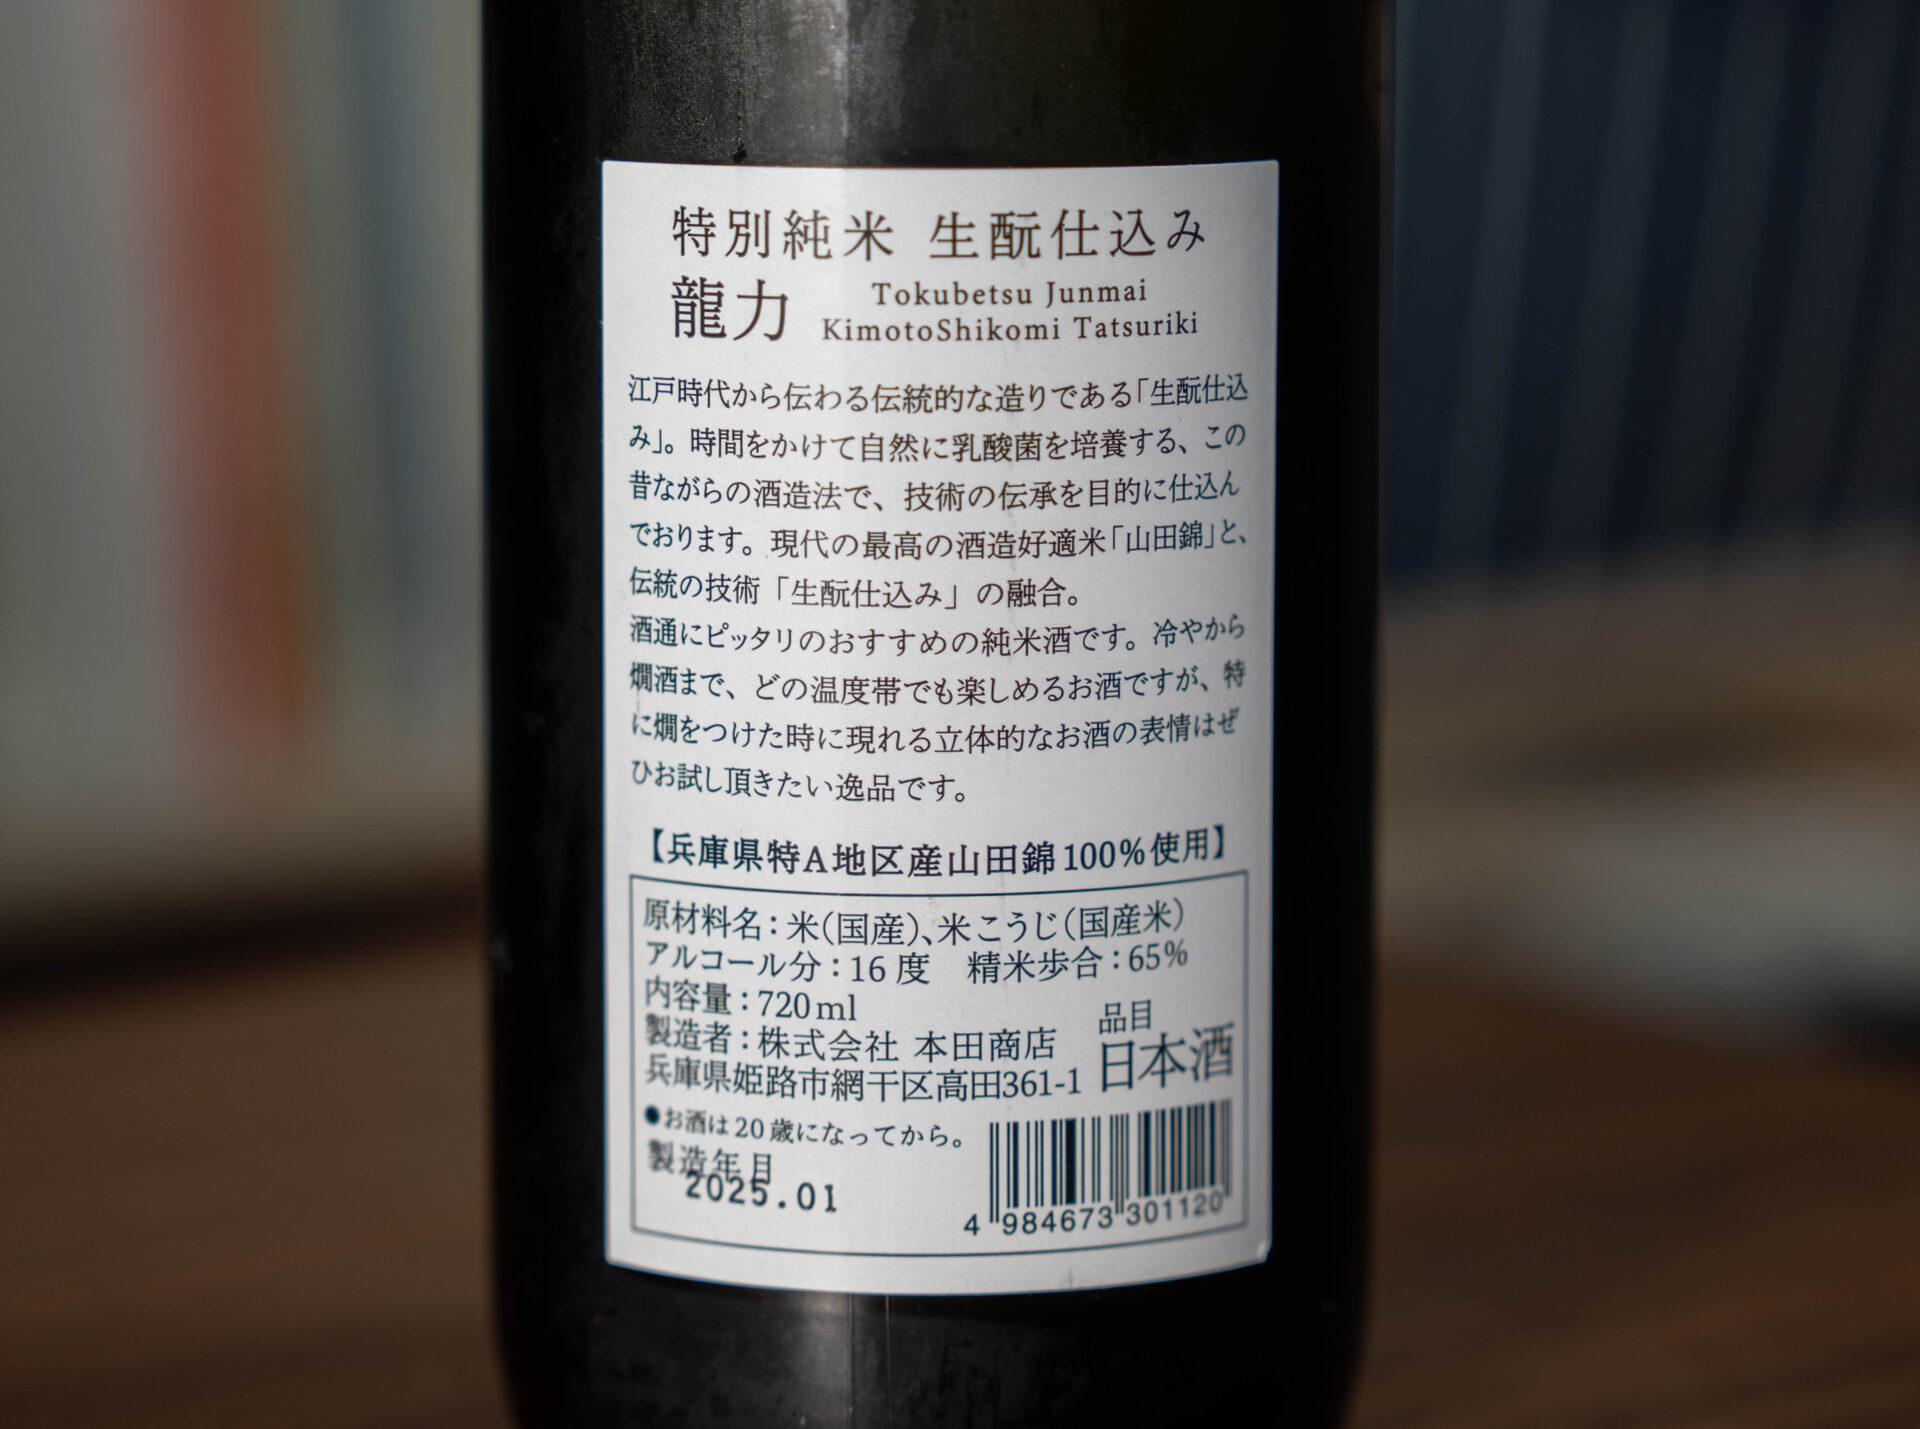 特別純米 生酛仕込み
龍力
Tokubetsu Junmai
KimotoShikomi Tatsuriki
江戸時代から伝わる伝統的な造りである「生酛仕込
み」。時間をかけて自然に乳酸菌を培養する、この
昔ながらの酒造法で、技術の伝承を目的に仕込ん
でおります。現代の最高の酒造好適米「山田錦」と、
伝統の技術「生酛仕込み」の融合。
酒通にピッタリのおすすめの純米酒です。冷やから
燗酒まで、どの温度帯でも楽しめるお酒ですが、特
に燗をつけた時に現れる立体的なお酒の表情はぜ
ひお試し頂きたい逸品です。
【兵庫県特A地区産山田錦100%使用】
原材料名:米(国産)、米こうじ(国産米)
アルコール分:16度 精米歩合:65%
内容量:720ml
製造者:株式会社 本田商店
兵庫県姫路市網干区高田361-1
品目
日本酒
●お酒は20歳になってから。
製造年月
2025.01
4 984673 301120